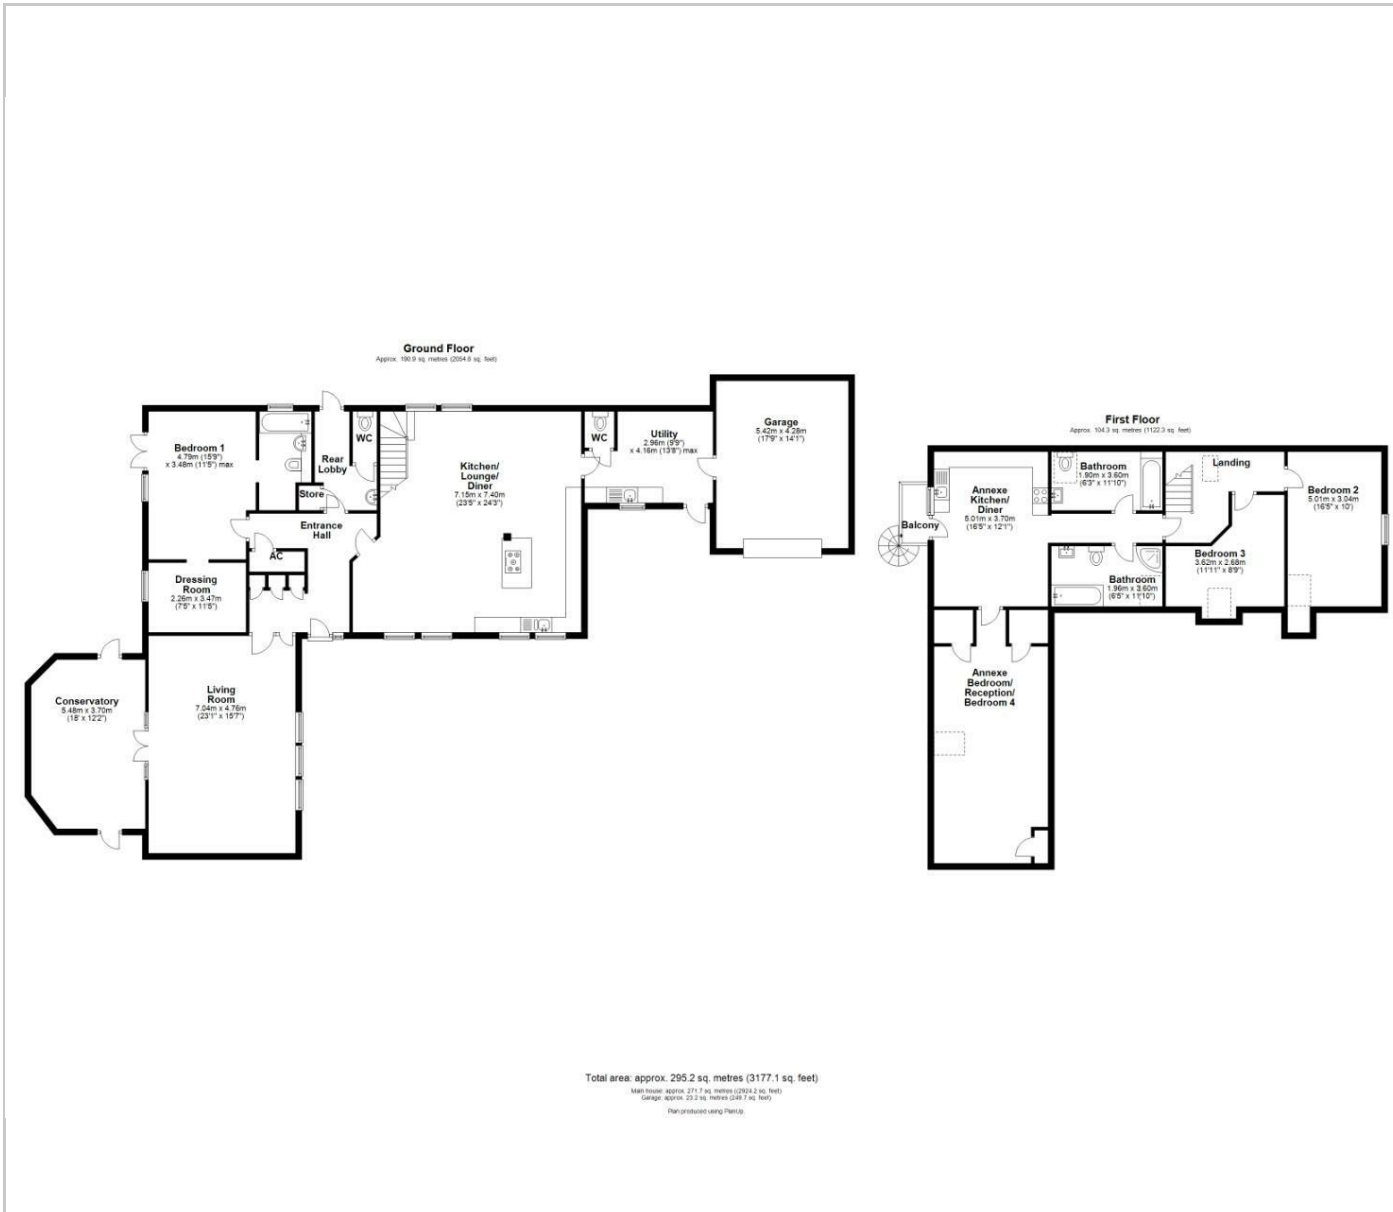 Ground Floor
Approx. 190.9 sq. metres (2054.8 sq. feet)
Bedroom 1
4.79m (15'9")
x 3.48m (11'5") max
WC
Rear
Lobby
Store
Entrance
Hall
AC
Dressing
Room
2.26m x 3.47m
(7'5" x 11'5")
Kitchen/
Lounge/
Diner
7.15m x 7.40m
(23'5" x 24'3")
WC
Utility
2.96m (9'9")
x 4.16m (13'8") max
Garage
5.42m x 4.28m
(17'9" x 14'1")
Conservatory
5.48m x 3.70m
(18' x 12'2")
Living
Room
7.04m x 4.76m
(23'1" x 15'7")
First Floor
Approx. 104.3 sq. metres (1122.3 sq. feet)
Balcony
Annexe
Kitchen/
Diner
5.01m x 3.70m
(16'5" x 12'1")
Bathroom
1.90m x 3.60m
(6'3" x 11'10")
Landing
Bedroom 2
5.01m x 3.04m
(16'5" x 10')
Bedroom 3
3.62m x 2.68m
(11'11" x 8'9")
Bathroom
1.96m x 3.60m
(6'5" x 11'10")
Annexe
Bedroom/
Reception/
Bedroom 4
Total area: approx. 295.2 sq. metres (3177.1 sq. feet)
Main house: approx. 271.7 sq. metres ((2924.2 sq. feet)
Garage: approx. 23.2 sq. metres (249.7 sq. feet)
Plan produced using PlanUp.